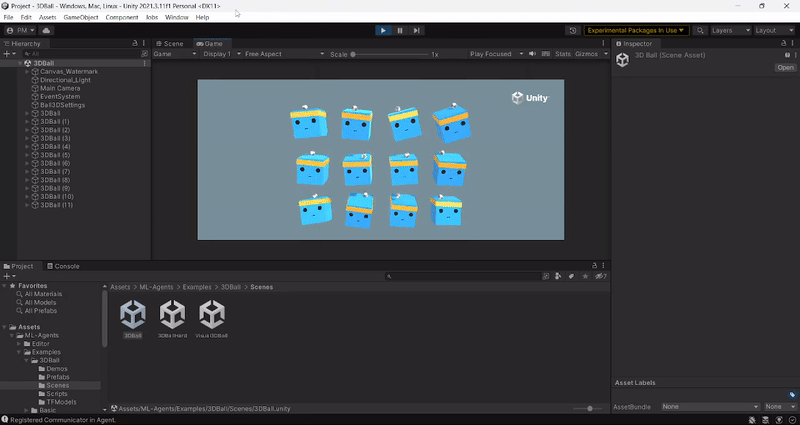 Project - 3DBall - Windows, Mac, Linux - Unity 2021.3.11f1 Personal <DX11>
File Edit Assets GameObject Component Jobs Window Help
PM
Experimental Packages In Use
Layers
Layout
Hierarchy
All
3DBall
Canvas_Watermark
Directional_Light
Main Camera
EventSystem
Ball3DSettings
3DBall
3DBall (1)
3DBall (2)
3DBall (3)
3DBall (4)
3DBall (5)
3DBall (6)
3DBall (7)
3DBall (8)
3DBall (9)
3DBall (10)
3DBall (11)
Scene
Game
Game
Display 1
Free Aspect
Scale
1x
Play Focused
Stats
Gizmos
Unity
Inspector
3D Ball (Scene Asset)
Open
Project
Console
7
Favorites
All Materials
All Models
All Prefabs
Assets
ML-Agents
Editor
Examples
3DBall
Demos
Prefabs
Scenes
Scripts
TFModels
Basic
Assets > ML-Agents > Examples > 3DBall > Scenes
3DBall
3DBallHard
Visual3DBall
Assets/ML-Agents/Examples/3DBall/Scenes/3DBall.unity
Asset Labels
AssetBundle
None
None
Registered Communicator in Agent.